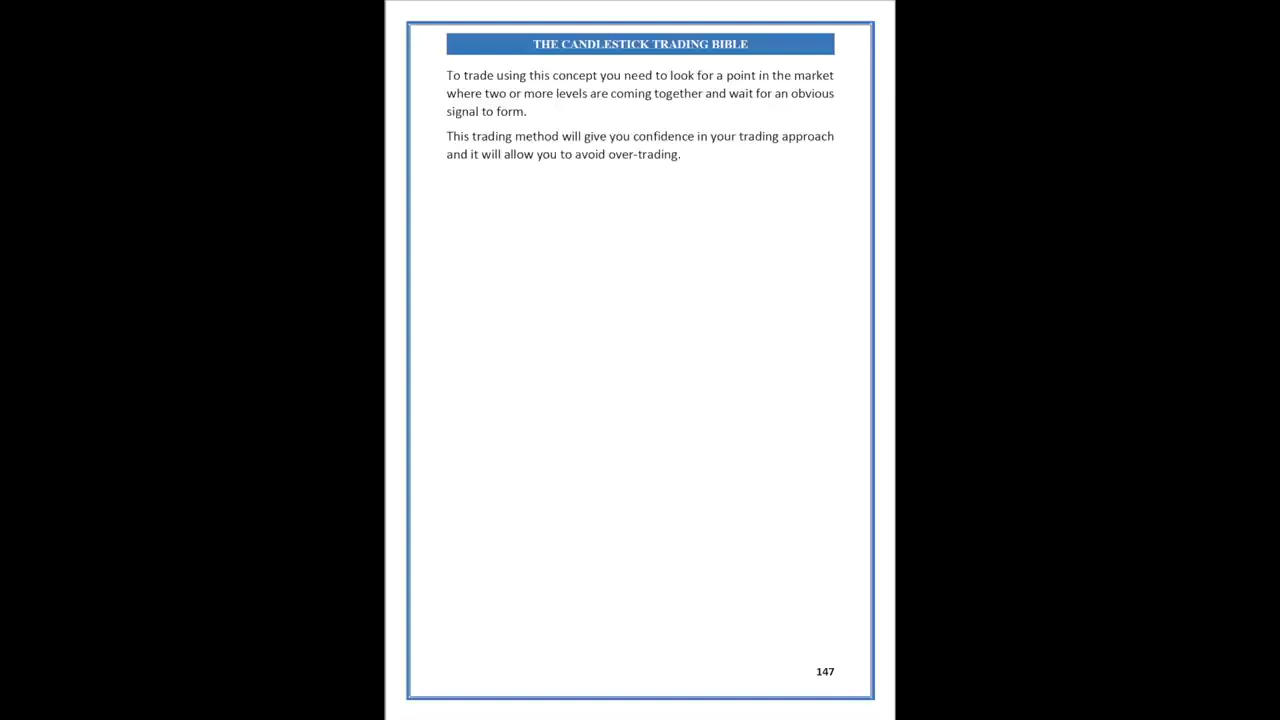 THE CANDLESTICK TRADING BIBLE
To trade using this concept you need to look for a point in the market
where two or more levels are coming together and wait for an obvious
signal to form.
This trading method will give you confidence in your trading approach
and it will allow you to avoid over-trading.
147